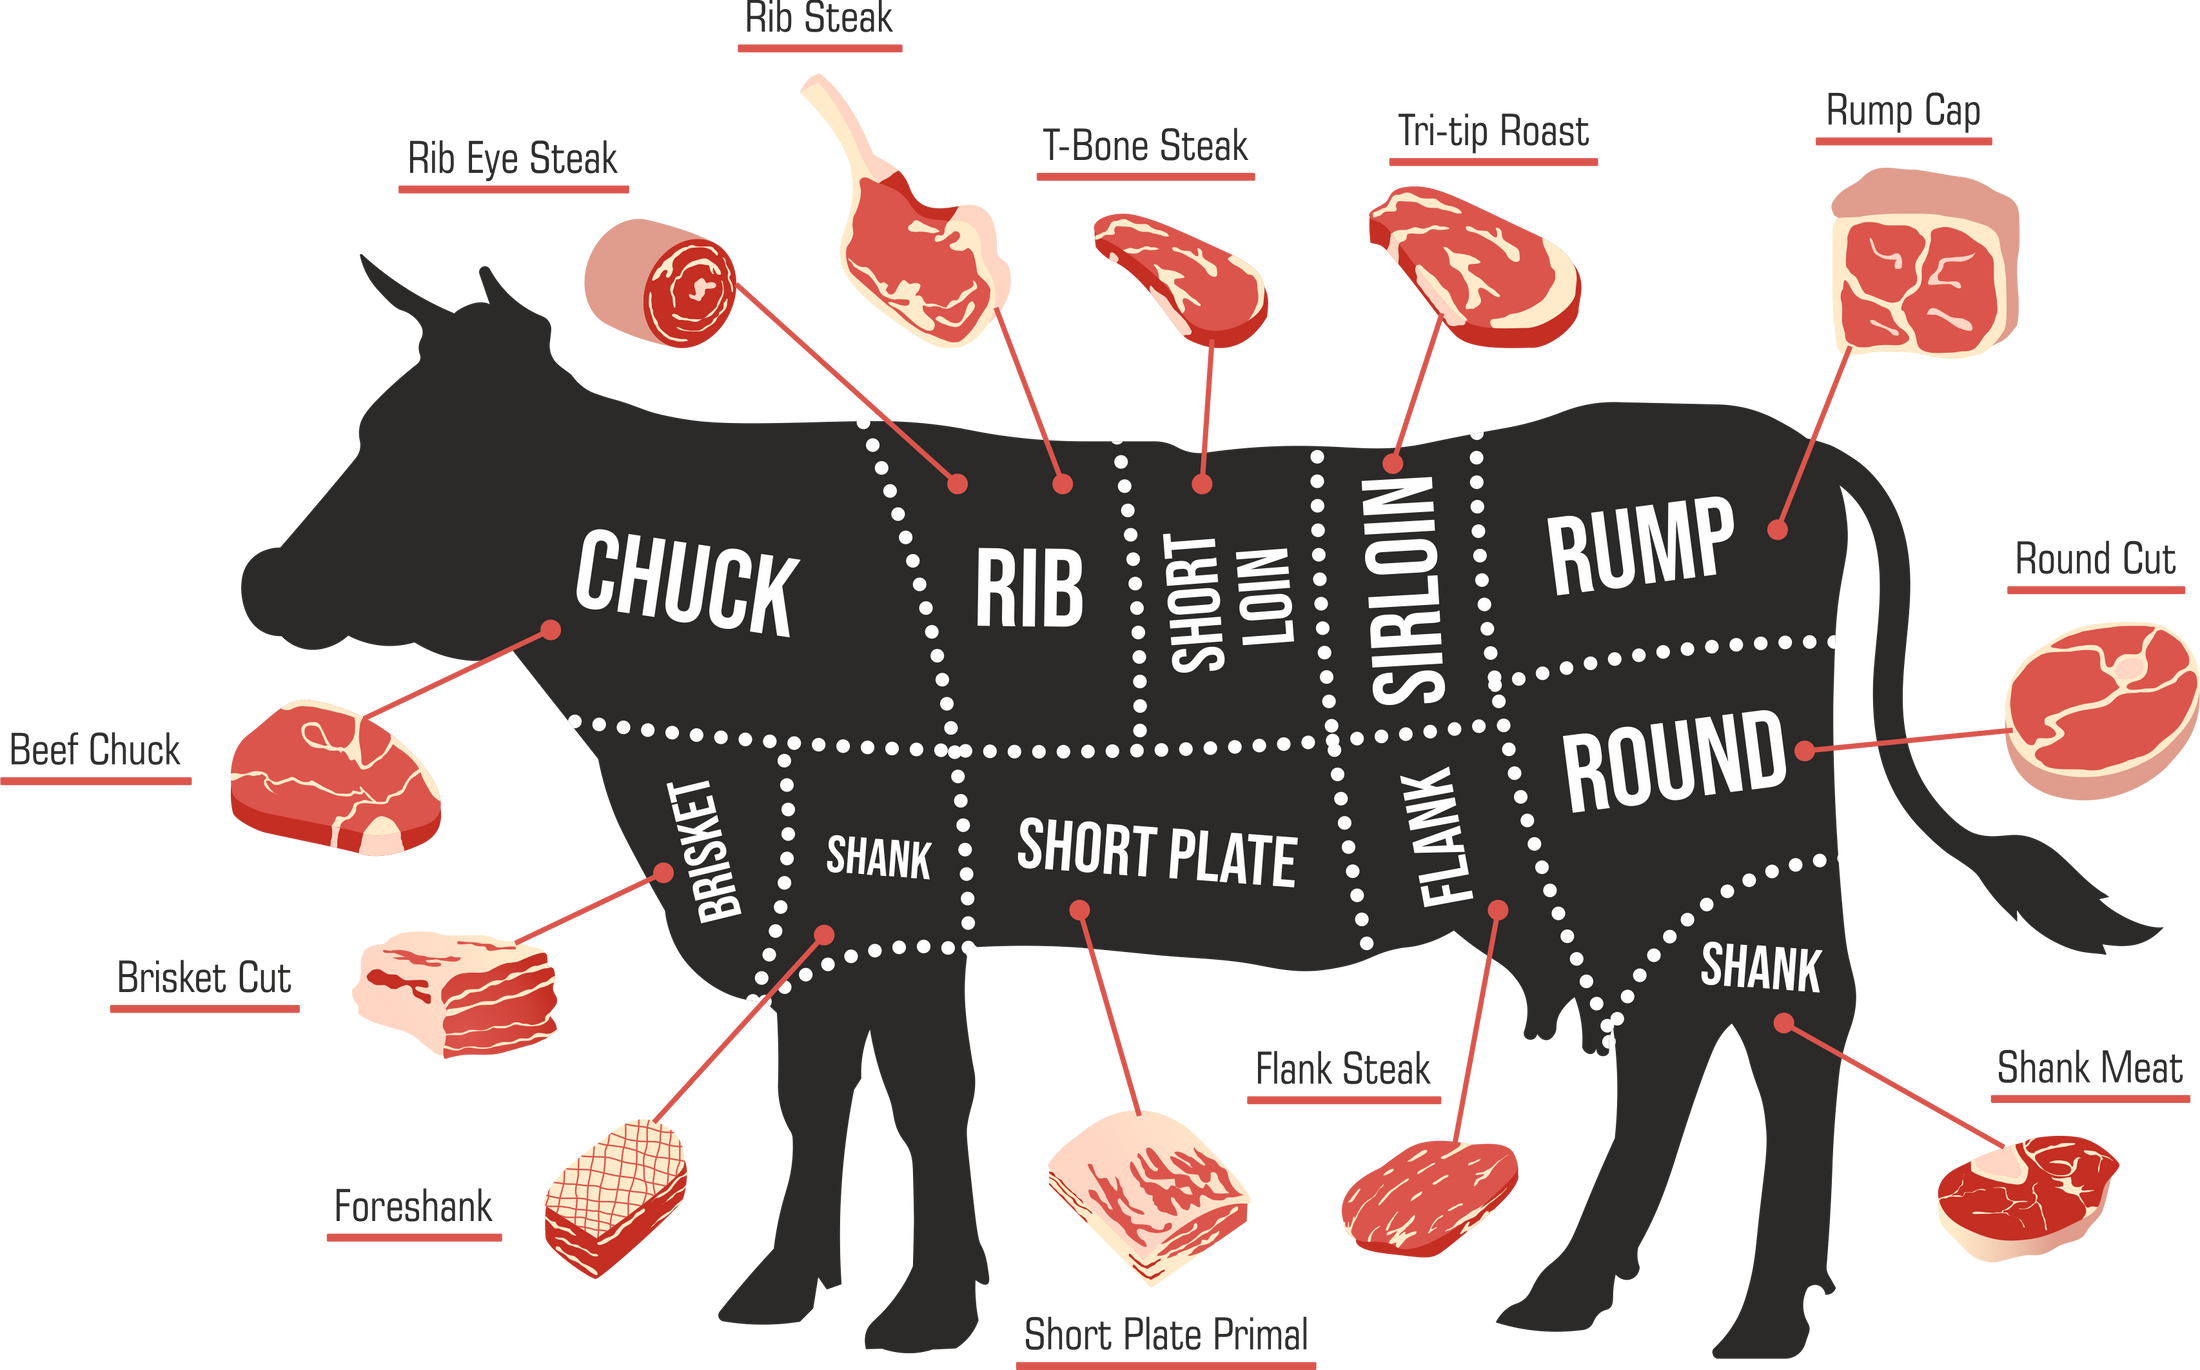 Rib Steak
Rib Eye Steak
T-Bone Steak
Tri-tip Roast
Rump Cap
CHUCK
RIB
SHORT
LOIN
SIRLOIN
RUMP
Round Cut
Beef Chuck
BRISKET
SHANK
SHORT PLATE
FLANK
ROUND
SHANK
Brisket Cut
Flank Steak
Shank Meat
Foreshank
Short Plate Primal